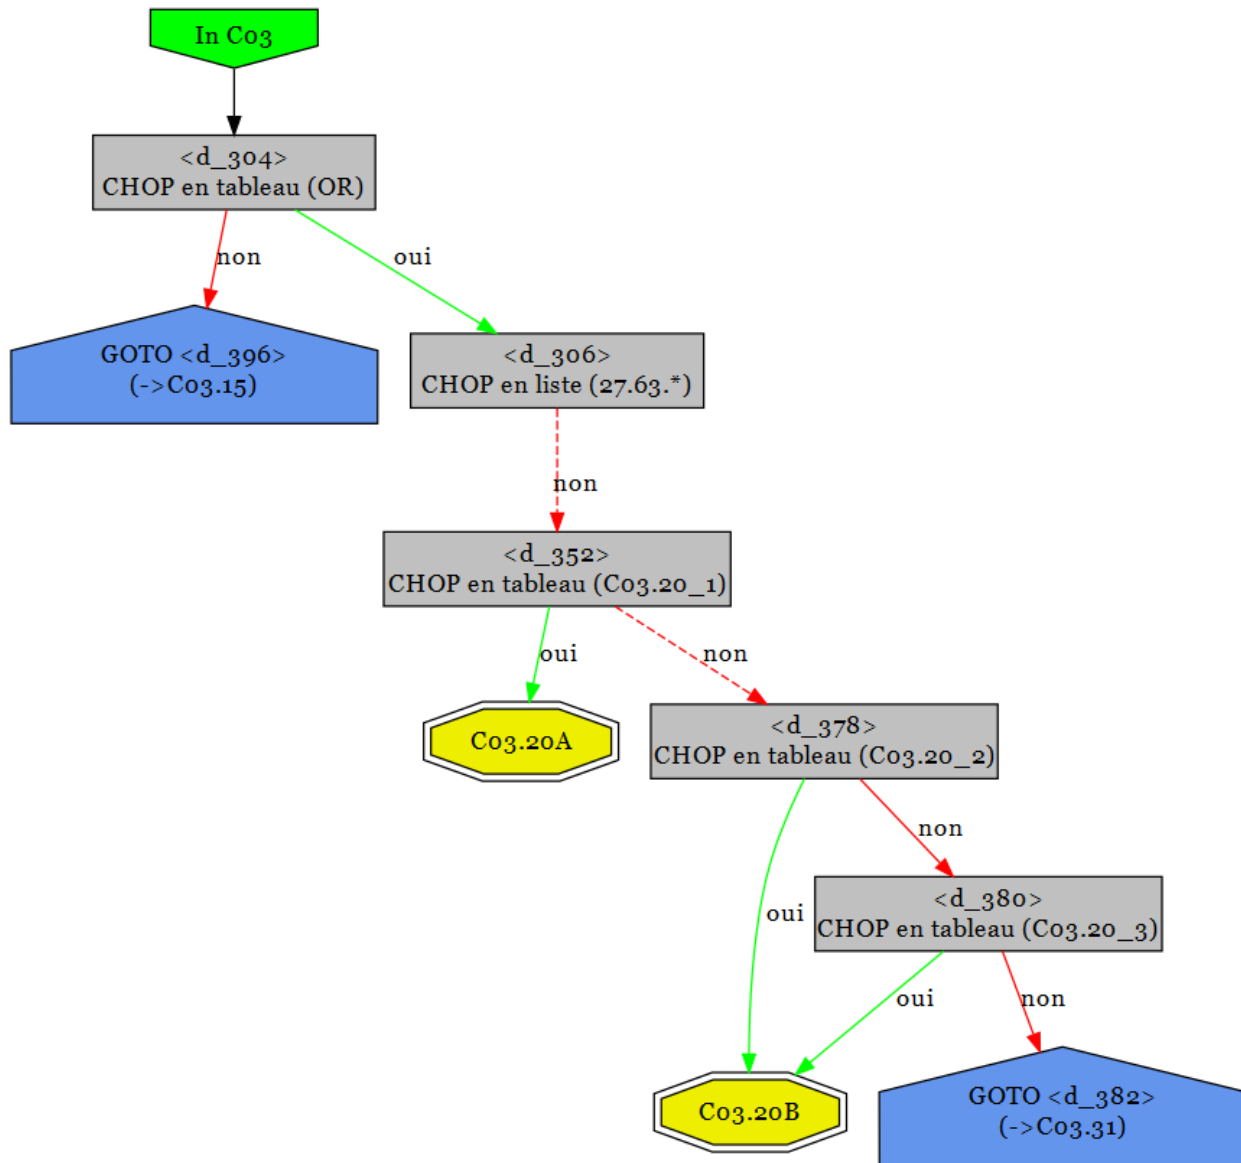 In C03
<d_304>
CHOP en tableau (OR)
non
oui
GOTO <d_396>
(->C03.15)
<d_306>
CHOP en liste (27.63.*)
non
<d_352>
CHOP en tableau (C03.20_1)
oui
non
C03.20A
<d_378>
CHOP en tableau (C03.20_2)
non
oui
<d_380>
CHOP en tableau (C03.20_3)
oui
non
C03.20B
GOTO <d_382>
(->C03.31)